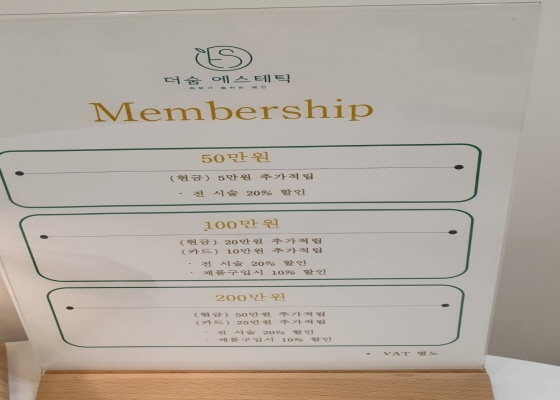 ES
더숨 에스테틱
Membership
50만원
(현금) 5만원 추가적립
· 전 시술 20% 할인
100만원
(현금) 20만원 추가적립
(카드) 10만원 추가적립
· 전 시술 20% 할인
· 제품구입시 10% 할인
200만원
(현금) 50만원 추가적립
(카드) 25만원 추가적립
· 전 시술 20% 할인
· 제품구입시 10% 할인
• VAT 별도